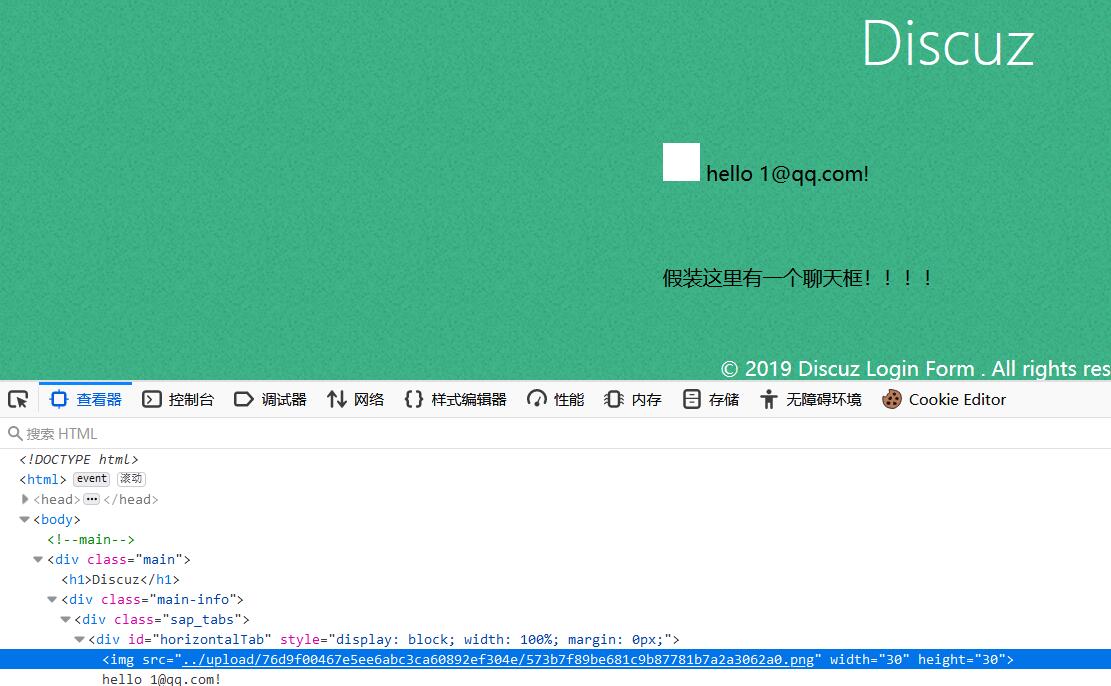 Discuz
hello 1@qq.com!
假装这里有一个聊天框！！！！
© 2019 Discuz Login Form . All rights res
查看器 控制台 调试器 网络 样式编辑器 性能 内存 存储 无障碍环境 Cookie Editor
搜索 HTML
<!DOCTYPE html>
<html> event 滚动
<head> ••• </head>
<body>
<!--main-->
<div class="main">
<h1>Discuz</h1>
<div class="main-info">
<div class="sap_tabs">
<div id="horizontalTab" style="display: block; width: 100%; margin: 0px;">
<img src="../upload/76d9f00467e5ee6abc3ca60892ef304e/573b7f89be681c9b87781b7a2a3062a0.png" width="30" height="30">
hello 1@qq.com!